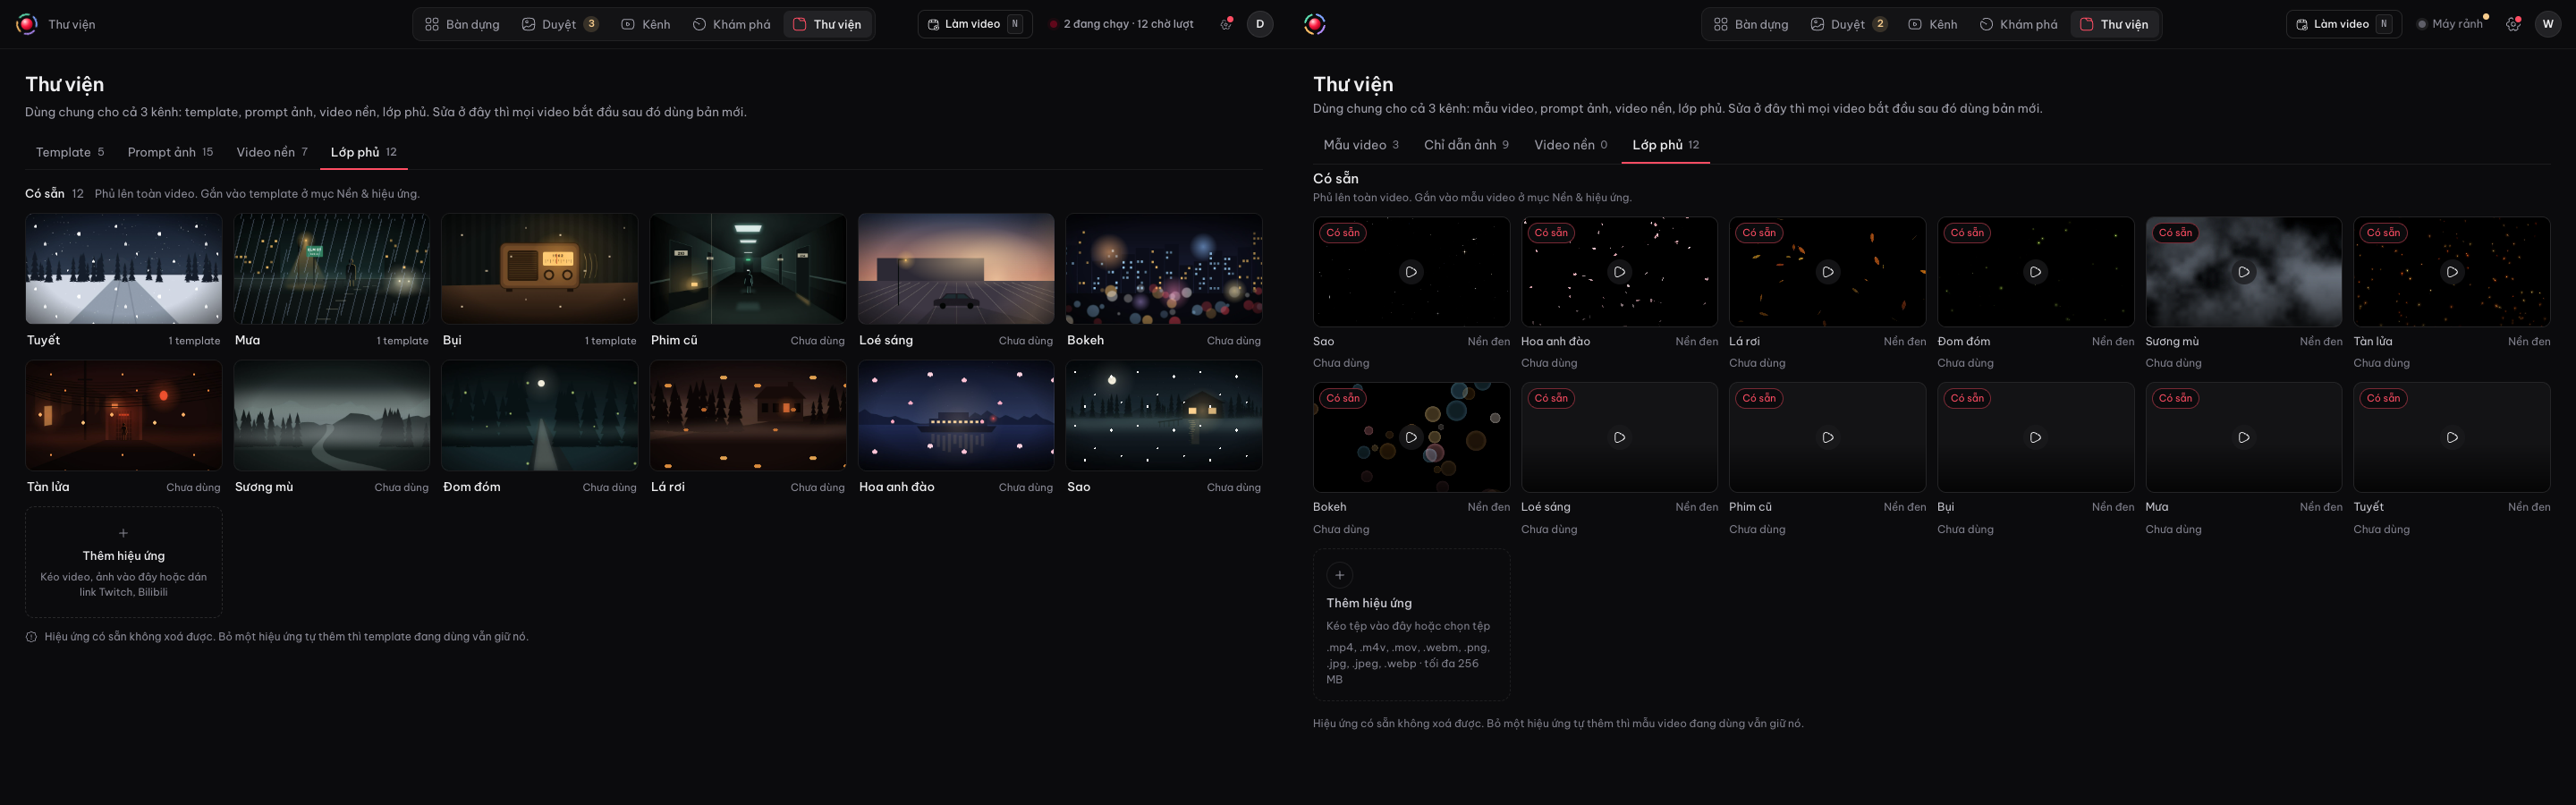 Thư viện
Bàn dựng
Duyệt 3
Kênh
Khám phá
Thư viện
Làm video N
2 đang chạy · 12 chờ lượt
D
Thư viện
Dùng chung cho cả 3 kênh: template, prompt ảnh, video nền, lớp phủ. Sửa ở đây thì mọi video bắt đầu sau đó dùng bản mới.
Template 5
Prompt ảnh 15
Video nền 7
Lớp phủ 12
Có sẵn 12 Phủ lên toàn video. Gắn vào template ở mục Nền & hiệu ứng.
Tuyết 1 template
Mưa 1 template
Bụi 1 template
Phim cũ Chưa dùng
Loé sáng Chưa dùng
Bokeh Chưa dùng
Tàn lửa Chưa dùng
Sương mù Chưa dùng
Đom đóm Chưa dùng
Lá rơi Chưa dùng
Hoa anh đào Chưa dùng
Sao Chưa dùng
Thêm hiệu ứng
Kéo video, ảnh vào đây hoặc dán
link Twitch, Bilibili
Hiệu ứng có sẵn không xoá được. Bỏ một hiệu ứng tự thêm thì template đang dùng vẫn giữ nó.
Bàn dựng
Duyệt 2
Kênh
Khám phá
Thư viện
Làm video N
Máy rảnh
W
Thư viện
Dùng chung cho cả 3 kênh: mẫu video, prompt ảnh, video nền, lớp phủ. Sửa ở đây thì mọi video bắt đầu sau đó dùng bản mới.
Mẫu video 3
Chỉ dẫn ảnh 9
Video nền 0
Lớp phủ 12
Có sẵn
Phủ lên toàn video. Gắn vào mẫu video ở mục Nền & hiệu ứng.
Có sẵn
Có sẵn
Có sẵn
Có sẵn
Có sẵn
Có sẵn
Sao Nền đen
Hoa anh đào Nền đen
Lá rơi Nền đen
Đom đóm Nền đen
Sương mù Nền đen
Tàn lửa Nền đen
Chưa dùng
Chưa dùng
Chưa dùng
Chưa dùng
Chưa dùng
Chưa dùng
Có sẵn
Có sẵn
Có sẵn
Có sẵn
Có sẵn
Có sẵn
Bokeh Nền đen
Loé sáng Nền đen
Phim cũ Nền đen
Bụi Nền đen
Mưa Nền đen
Tuyết Nền đen
Chưa dùng
Chưa dùng
Chưa dùng
Chưa dùng
Chưa dùng
Chưa dùng
Thêm hiệu ứng
Kéo tệp vào đây hoặc chọn tệp
.mp4, .m4v, .mov, .webm, .png,
.jpg, .jpeg, .webp · tối đa 256
MB
Hiệu ứng có sẵn không xoá được. Bỏ một hiệu ứng tự thêm thì mẫu video đang dùng vẫn giữ nó.